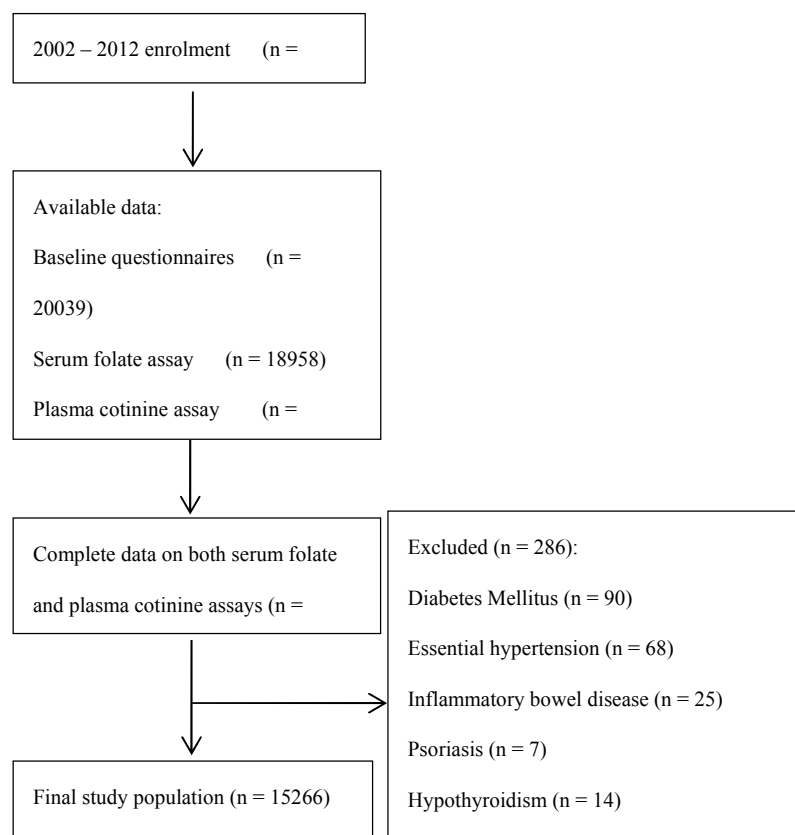 2002 – 2012 enrolment (n =
Available data:
Baseline questionnaires (n =
20039)
Serum folate assay (n = 18958)
Plasma cotinine assay (n =
Complete data on both serum folate
and plasma cotinine assays (n =
Excluded (n = 286):
Diabetes Mellitus (n = 90)
Essential hypertension (n = 68)
Inflammatory bowel disease (n = 25)
Psoriasis (n = 7)
Hypothyroidism (n = 14)
Final study population (n = 15266)